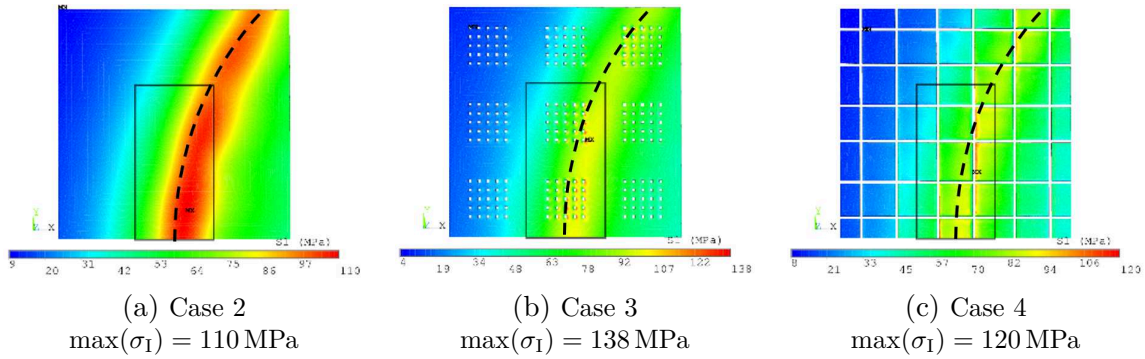 MN
MX
Y
Z X
S1 (MPa)
9 20 31 42 53 64 75 86 97 110
(a) Case 2
max(σI) = 110 MPa
MN
MX
Y
Z X
S1 (MPa)
4 19 34 48 63 78 92 107 122 138
(b) Case 3
max(σI) = 138 MPa
MN
MX
Y
Z X
S1 (MPa)
8 21 33 45 57 70 82 94 106 120
(c) Case 4
max(σI) = 120 MPa